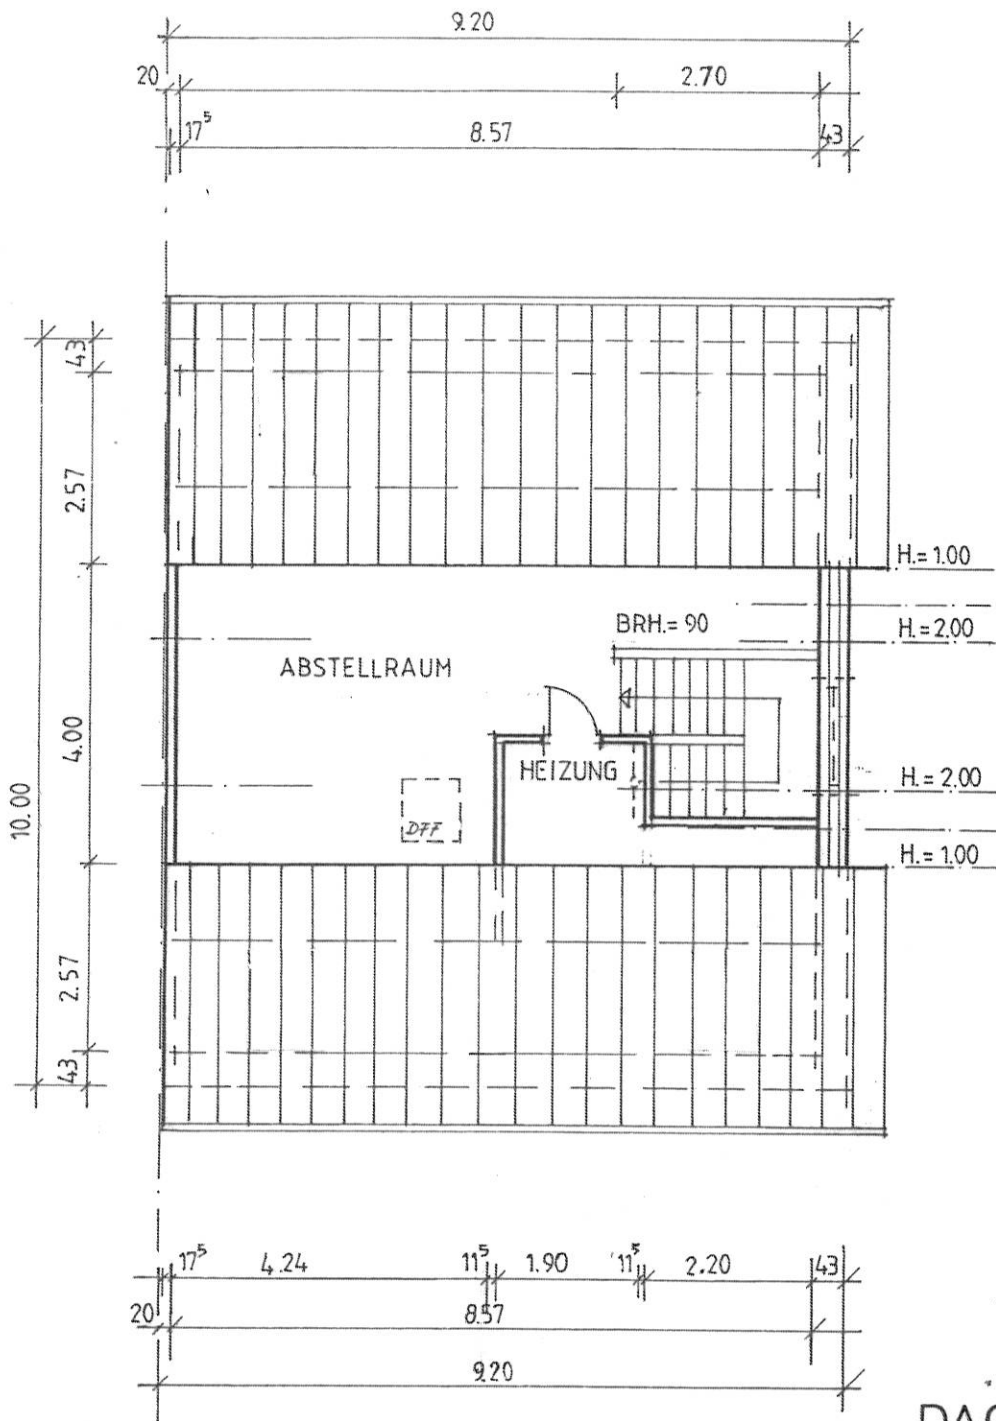 9.20
20 2.70
17⁵ 8.57 43
43
2.57
H.= 1.00
BRH.= 90 H.= 2.00
ABSTELLRAUM
4.00
10.00
HEIZUNG H.= 2.00
DFF
H.= 1.00
2.57
43
17⁵ 4.24 11⁵ 1.90 11⁵ 2.20 43
20 8.57
9.20